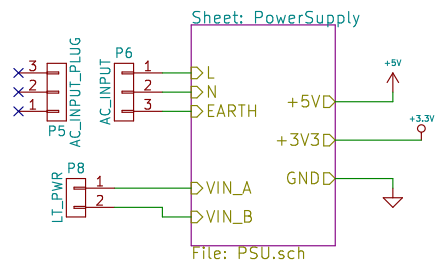 Sheet: PowerSupply
3
2
1
P5
AC_INPUT_PLUG
P6
AC_INPUT
1
2
3
L
N
EARTH
+5V
+5V
+3V3
+3.3V
GND
P8
LT_PWR
1
2
VIN_A
VIN_B
File: PSU.sch